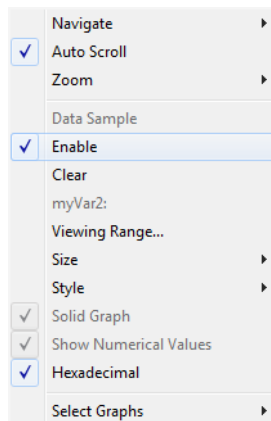 Navigate
Auto Scroll
Zoom
Data Sample
Enable
Clear
myVar2:
Viewing Range...
Size
Style
Solid Graph
Show Numerical Values
Hexadecimal
Select Graphs